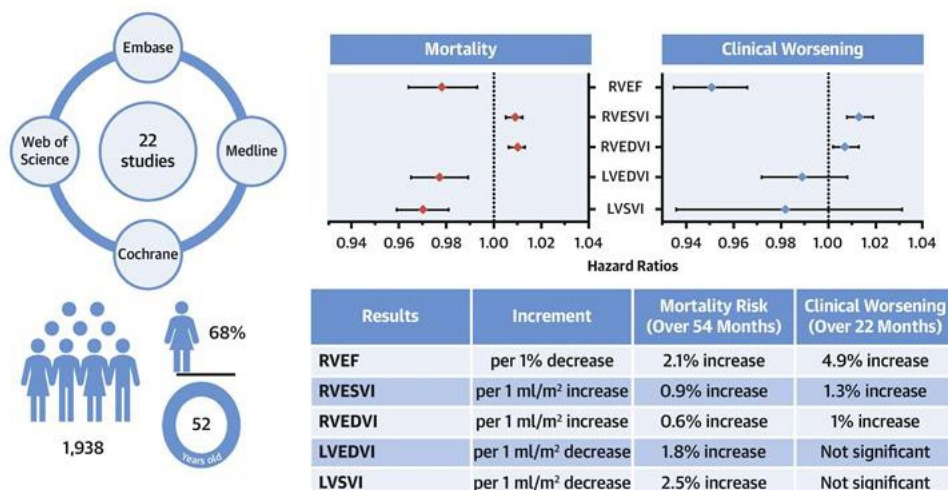 Embase
Web of
Science
22
studies
Medline
Cochrane
1,938
68%
52
Years old
Mortality
Clinical Worsening
RVEF
RVESVI
RVEDVI
LVEDVI
LVSVI
0.94 0.96 0.98 1.00 1.02 1.04
0.94 0.96 0.98 1.00 1.02 1.04
Hazard Ratios
Results Increment Mortality Risk (Over 54 Months) Clinical Worsening (Over 22 Months)
RVEF per 1% decrease 2.1% increase 4.9% increase
RVESVI per 1 ml/m² increase 0.9% increase 1.3% increase
RVEDVI per 1 ml/m² increase 0.6% increase 1% increase
LVEDVI per 1 ml/m² decrease 1.8% increase Not significant
LVSVI per 1 ml/m² decrease 2.5% increase Not significant